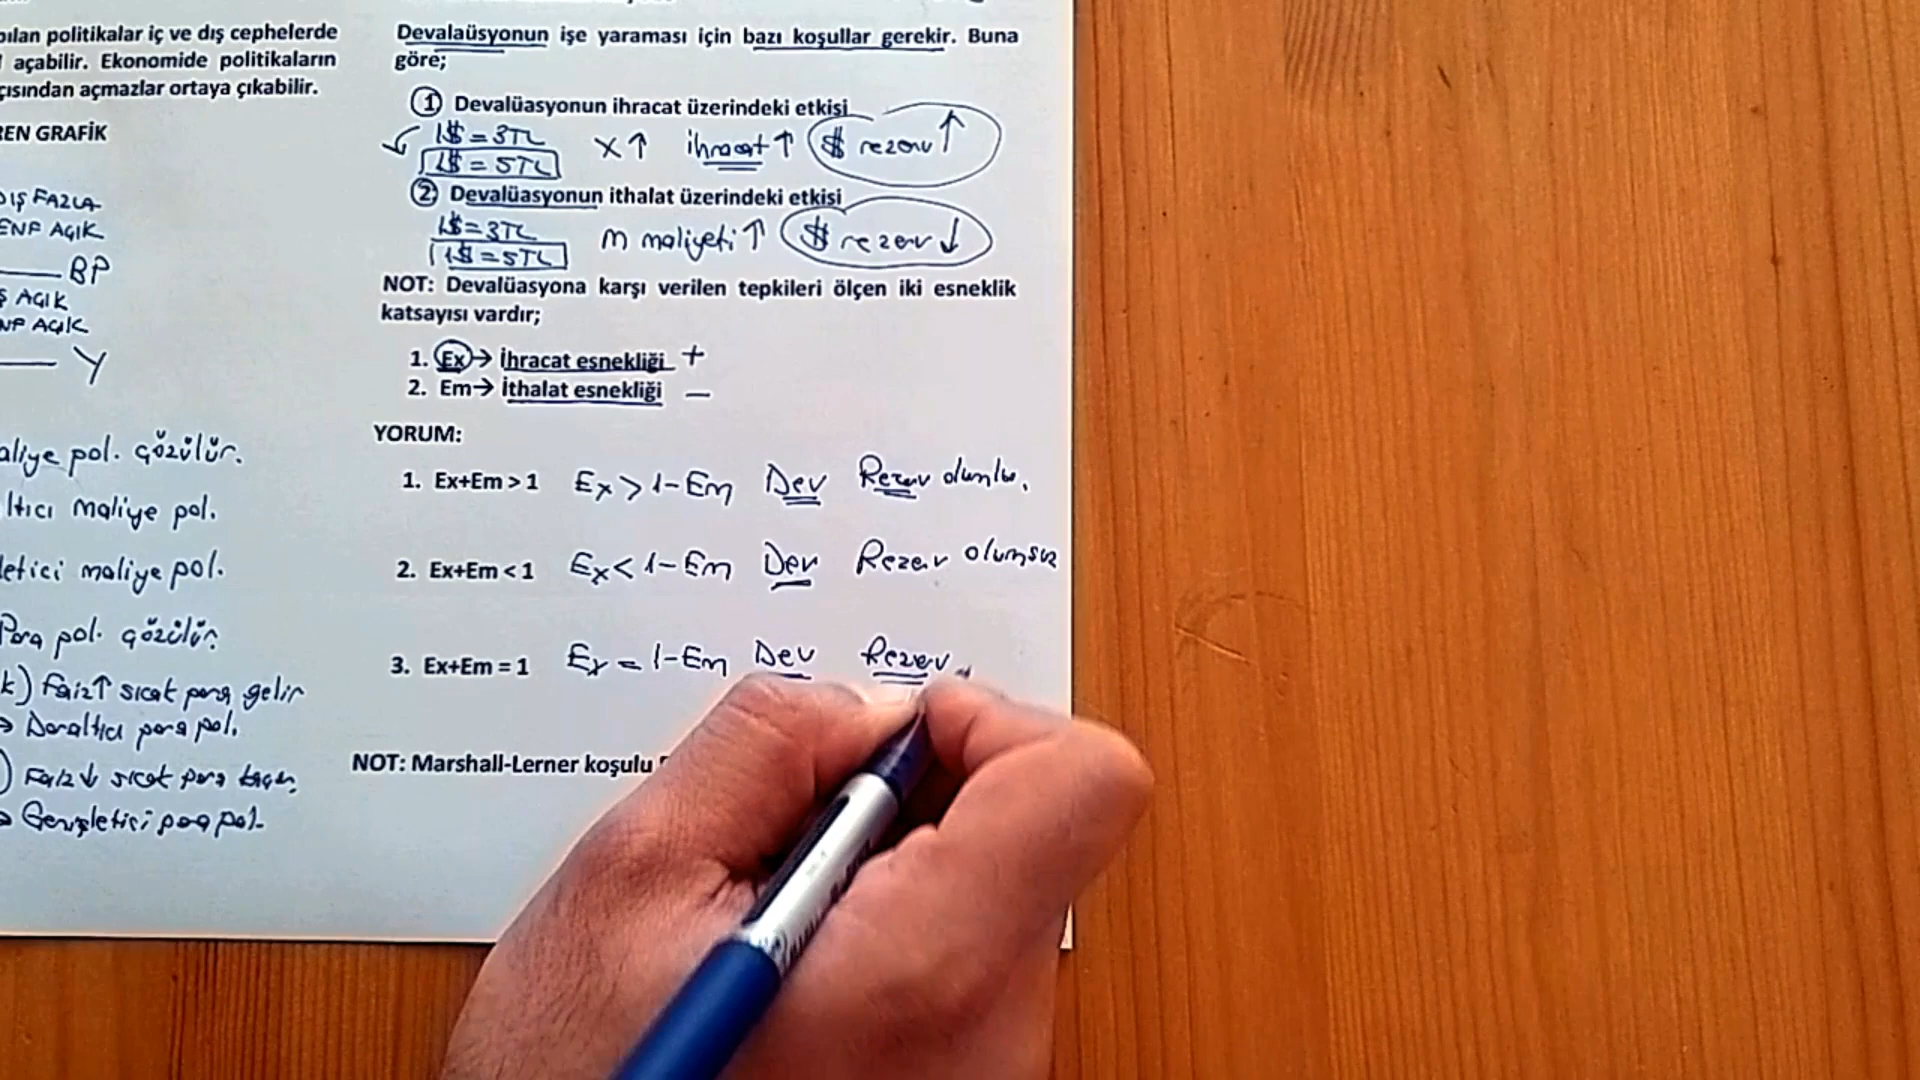 pılan politikalar iç ve dış cephelerde
açabilir. Ekonomide politikaların
çısından açmazlar ortaya çıkabilir.
REN GRAFİK
DIŞ FAZLA
ENF AÇIK
BP
Ş AÇIK
NF AÇIK
Y
aliye pol. çözülür.
ltıcı maliye pol.
letici maliye pol.
Para pol. çözülür.
k) Faiz↑ sıcak para gelir
→ Daraltıcı para pol.
) Faiz↓ sıcak para kaçar.
→ Genişletici para pol.
Devalaüsyonun işe yaraması için bazı koşullar gerekir. Buna
göre;
1 Devalüasyonun ihracat üzerindeki etkisi
1$ = 3TL
1$ = 5TL X↑ ihracat↑ $ rezerv↑
2 Devalüasyonun ithalat üzerindeki etkisi
1$ = 3TL
1$ = 5TL m maliyeti↑ $ rezerv↓
NOT: Devalüasyona karşı verilen tepkileri ölçen iki esneklik
katsayısı vardır;
1. Ex→ İhracat esnekliği +
2. Em→ İthalat esnekliği —
YORUM:
1. Ex+Em > 1 Ex > 1-Em Dev Rezerv olumlu.
2. Ex+Em < 1 Ex < 1-Em Dev Rezerv olumsuz
3. Ex+Em = 1 Ex = 1-Em Dev Rezerv
NOT: Marshall-Lerner koşulu